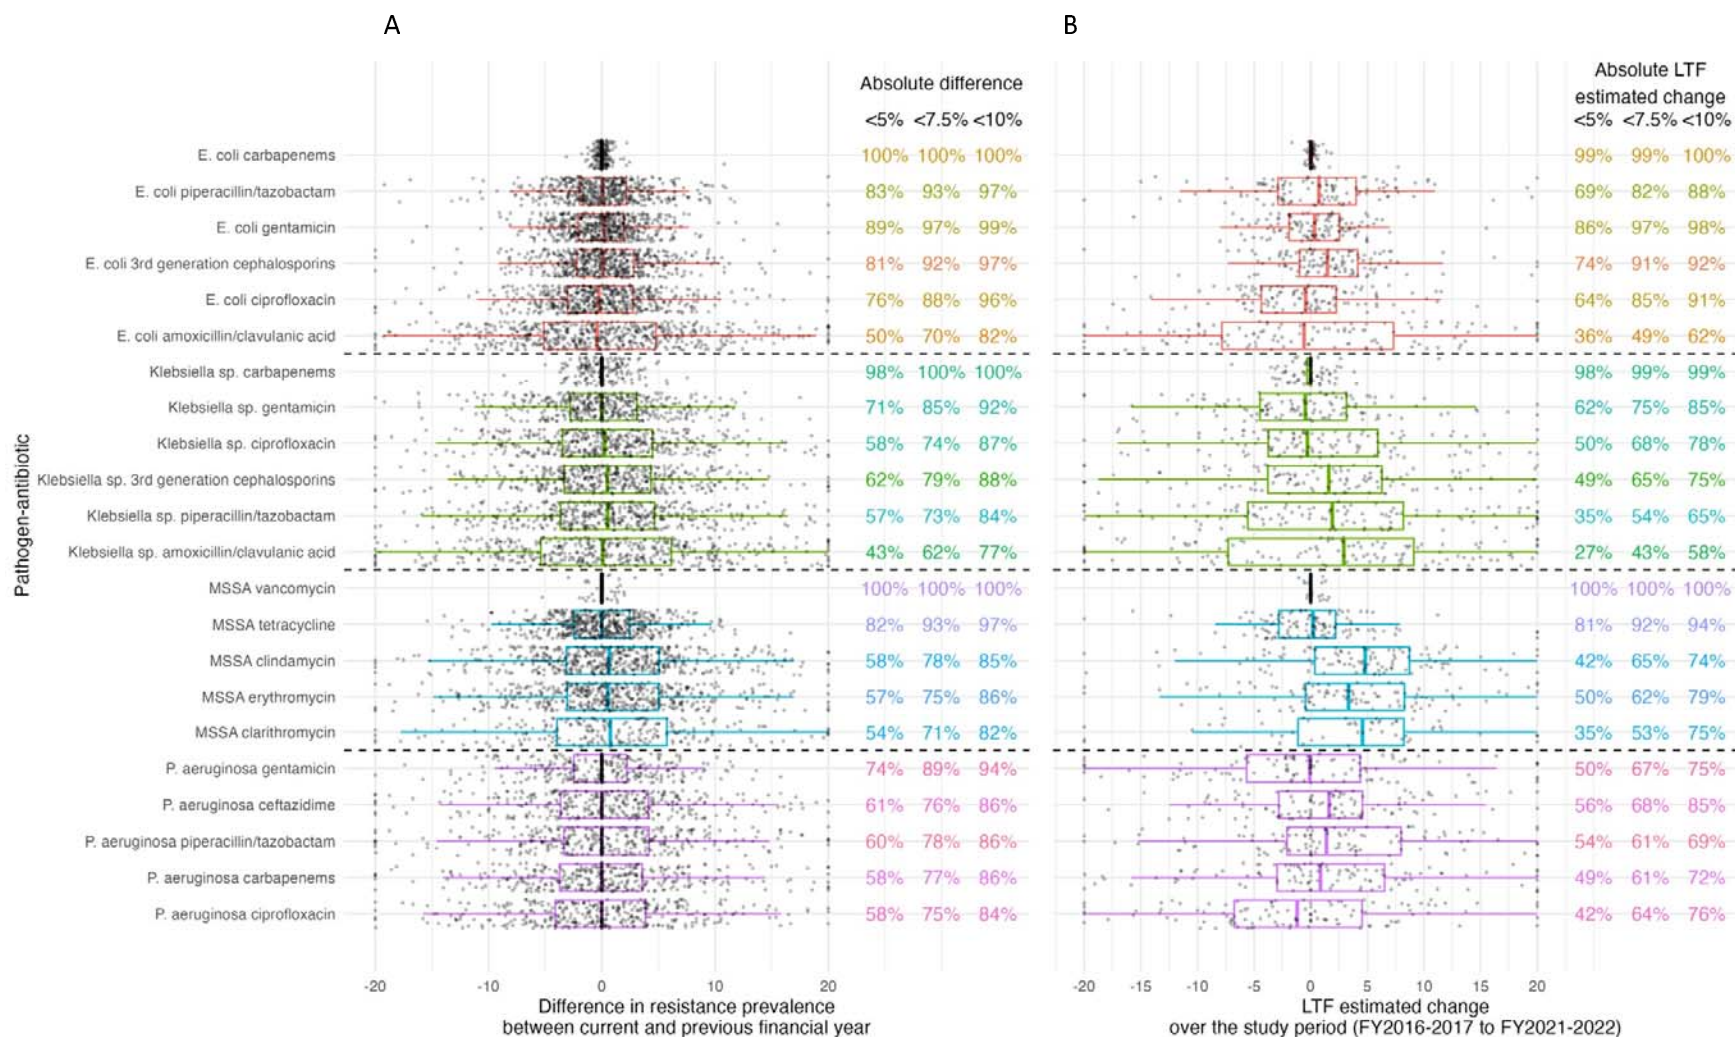 A
B
Absolute difference
<5% <7.5% <10%
Absolute LTF
estimated change
<5% <7.5% <10%
E. coli carbapenems 100% 100% 100% 99% 99% 100%
E. coli piperacillin/tazobactam 83% 93% 97% 69% 82% 88%
E. coli gentamicin 89% 97% 99% 86% 97% 98%
E. coli 3rd generation cephalosporins 81% 92% 97% 74% 91% 92%
E. coli ciprofloxacin 76% 88% 96% 64% 85% 91%
E. coli amoxicillin/clavulanic acid 50% 70% 82% 36% 49% 62%
Klebsiella sp. carbapenems 98% 100% 100% 98% 99% 99%
Klebsiella sp. gentamicin 71% 85% 92% 62% 75% 85%
Klebsiella sp. ciprofloxacin 58% 74% 87% 50% 68% 78%
Klebsiella sp. 3rd generation cephalosporins 62% 79% 88% 49% 65% 75%
Klebsiella sp. piperacillin/tazobactam 57% 73% 84% 35% 54% 65%
Klebsiella sp. amoxicillin/clavulanic acid 43% 62% 77% 27% 43% 58%
MSSA vancomycin 100% 100% 100% 100% 100% 100%
MSSA tetracycline 82% 93% 97% 81% 92% 94%
MSSA clindamycin 58% 78% 85% 42% 65% 74%
MSSA erythromycin 57% 75% 86% 50% 62% 79%
MSSA clarithromycin 54% 71% 82% 35% 53% 75%
P. aeruginosa gentamicin 74% 89% 94% 50% 67% 75%
P. aeruginosa ceftazidime 61% 76% 86% 56% 68% 85%
P. aeruginosa piperacillin/tazobactam 60% 78% 86% 54% 61% 69%
P. aeruginosa carbapenems 58% 77% 86% 49% 61% 72%
P. aeruginosa ciprofloxacin 58% 75% 84% 42% 64% 76%
Pathogen-antibiotic
-20 -10 0 10 20
Difference in resistance prevalence
between current and previous financial year
-20 -15 -10 -5 0 5 10 15 20
LTF estimated change
over the study period (FY2016-2017 to FY2021-2022)